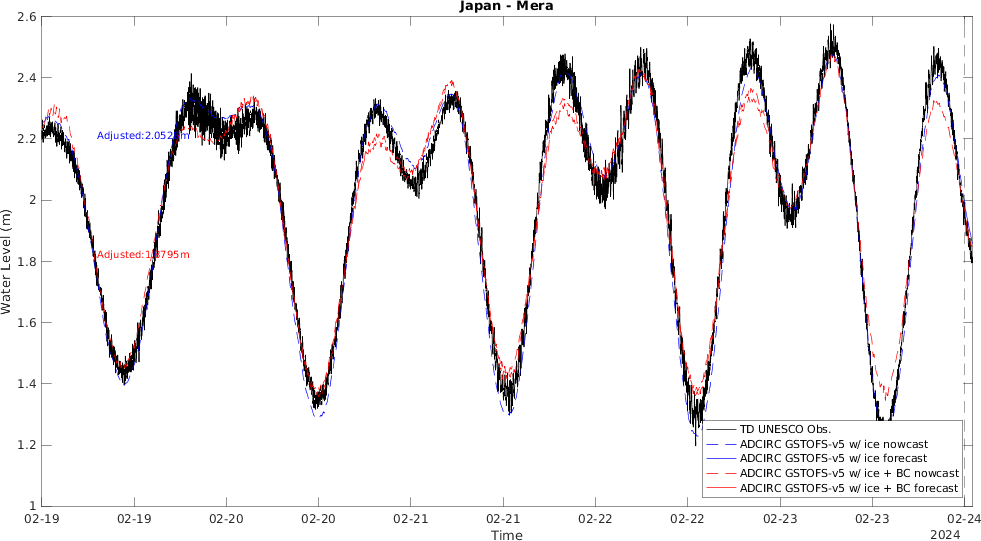 Japan - Mera
2.6
2.4
2.2
2
1.8
1.6
1.4
1.2
1
Water Level (m)
Adjusted:2.052 m
Adjusted:1.8795m
TD UNESCO Obs.
ADCIRC GSTOFS-v5 w/ ice nowcast
ADCIRC GSTOFS-v5 w/ ice forecast
ADCIRC GSTOFS-v5 w/ ice + BC nowcast
ADCIRC GSTOFS-v5 w/ ice + BC forecast
02-19 02-19 02-20 02-20 02-21 02-21 02-22 02-22 02-23 02-23 02-24
Time
2024